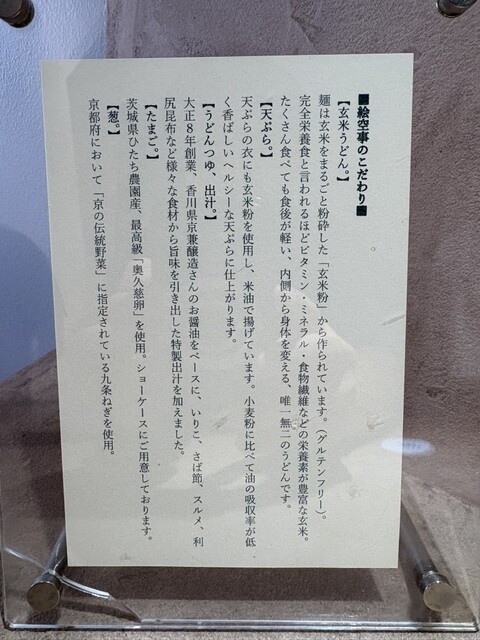 ■絵空事のこだわり■
【玄米うどん。】
麺は玄米をまるごと粉砕した「玄米粉」から作られています。（グルテンフリー）。
完全栄養食と言われるほどビタミン・ミネラル・食物繊維などの栄養素が豊富な玄米。
たくさん食べても食後が軽い、内側から身体を変える、唯一無二のうどんです。
【天ぷら。】
天ぷらの衣にも玄米粉を使用し、米油で揚げています。小麦粉に比べて油の吸収率が低
く香ばしいヘルシーな天ぷらに仕上がります。
【うどんつゆ、出汁。】
大正８年創業、香川県京兼醸造さんのお醤油をベースに、いりこ、さば節、スルメ、利
尻昆布など様々な食材から旨味を引き出した特製出汁を加えました。
【たまご。】
茨城県ひたち農園産、最高級「奥久慈卵」を使用。ショーケースにご用意しております。
【葱。】
京都府において「京の伝統野菜」に指定されている九条ねぎを使用。